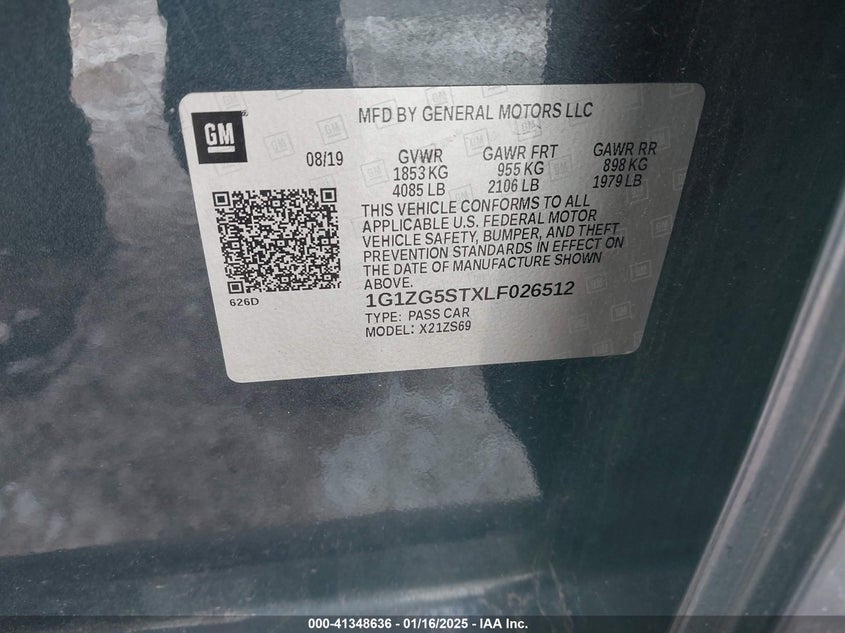 GM
MFD BY GENERAL MOTORS LLC
08/19
GVWR GAWR FRT GAWR RR
1853 KG 955 KG 898 KG
4085 LB 2106 LB 1979 LB
THIS VEHICLE CONFORMS TO ALL
APPLICABLE U.S. FEDERAL MOTOR
VEHICLE SAFETY, BUMPER, AND THEFT
PREVENTION STANDARDS IN EFFECT ON
THE DATE OF MANUFACTURE SHOWN
ABOVE.
626D
1G1ZG5STXLF026512
TYPE: PASS CAR
MODEL: X21ZS69
000-41348636 - 01/16/2025 - IAA Inc.